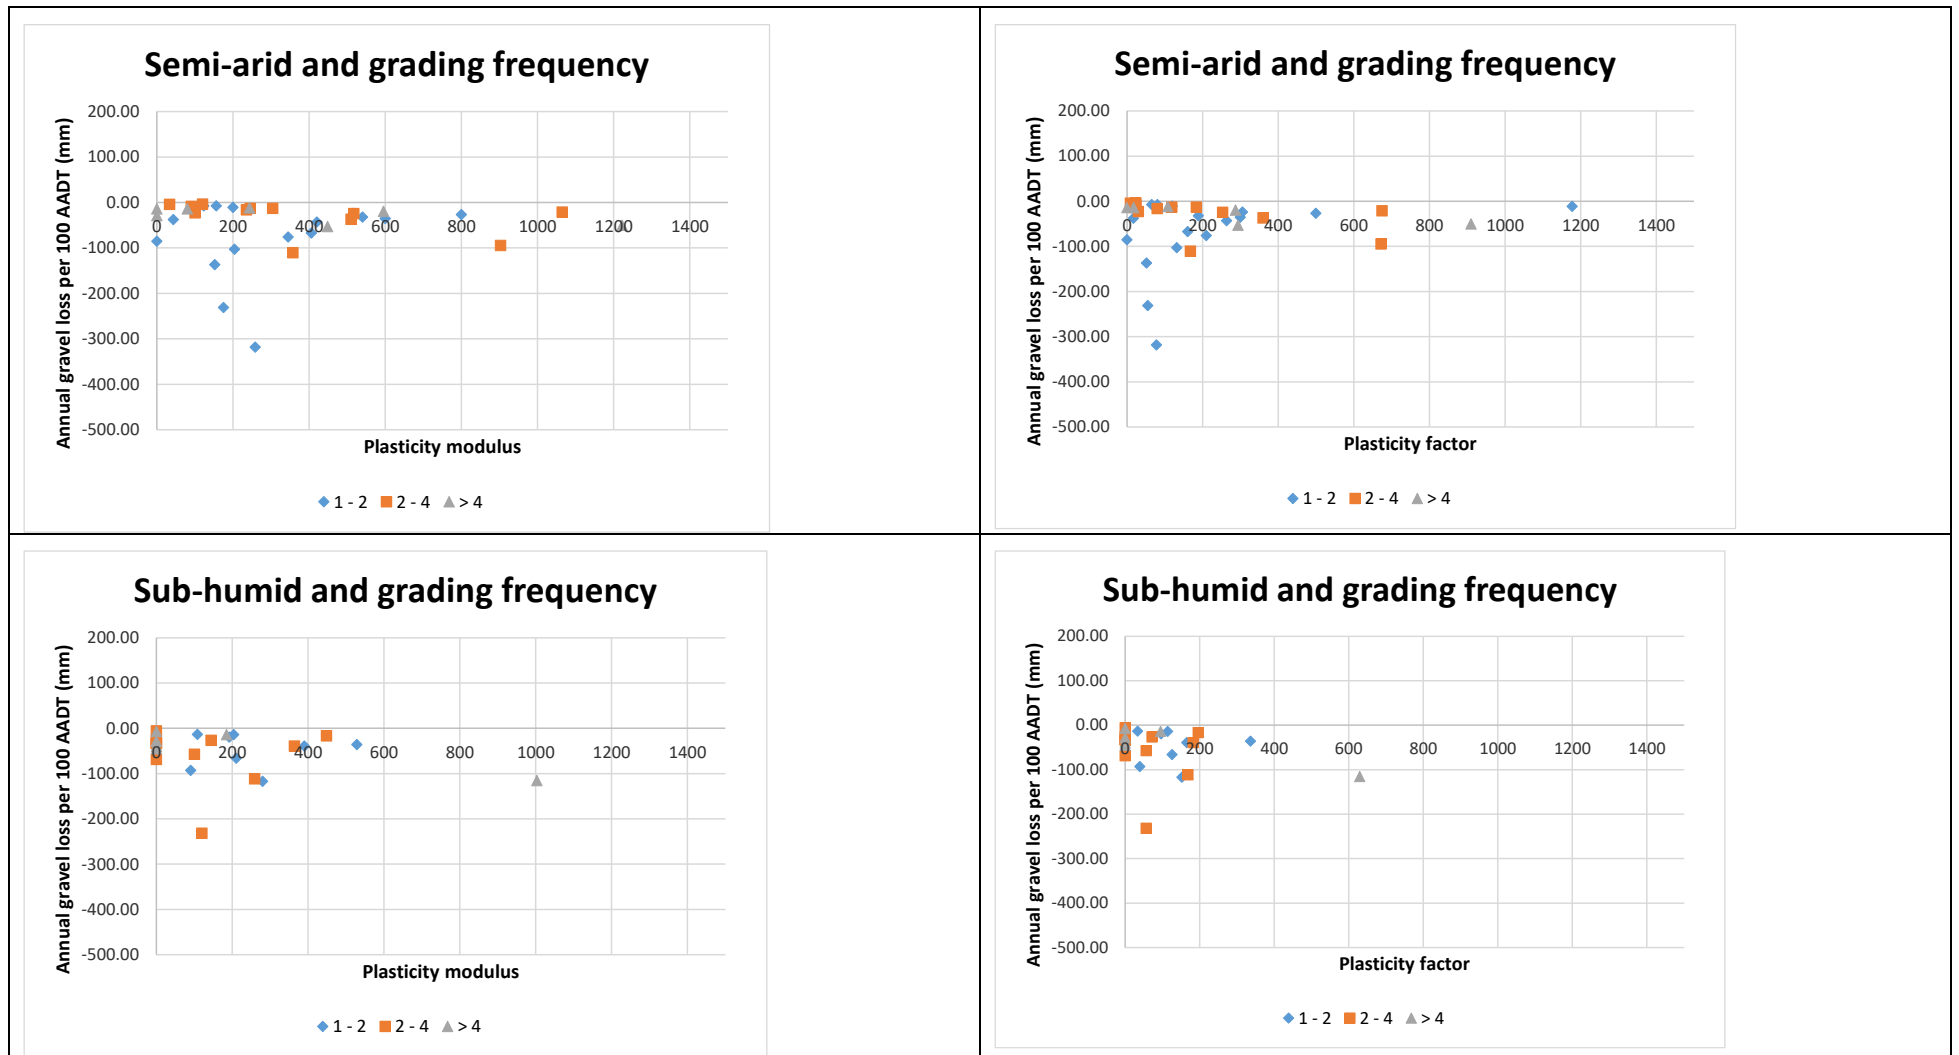 Semi-arid and grading frequency
Annual gravel loss per 100 AADT (mm)
200.00
100.00
0.00
-100.00
-200.00
-300.00
-400.00
-500.00
0 200 400 600 800 1000 1200 1400
Plasticity modulus
1 - 2 2 - 4 > 4
Semi-arid and grading frequency
Annual gravel loss per 100 AADT (mm)
200.00
100.00
0.00
-100.00
-200.00
-300.00
-400.00
-500.00
0 200 400 600 800 1000 1200 1400
Plasticity factor
1 - 2 2 - 4 > 4
Sub-humid and grading frequency
Annual gravel loss per 100 AADT (mm)
200.00
100.00
0.00
-100.00
-200.00
-300.00
-400.00
-500.00
0 200 400 600 800 1000 1200 1400
Plasticity modulus
1 - 2 2 - 4 > 4
Sub-humid and grading frequency
Annual gravel loss per 100 AADT (mm)
200.00
100.00
0.00
-100.00
-200.00
-300.00
-400.00
-500.00
0 200 400 600 800 1000 1200 1400
Plasticity factor
1 - 2 2 - 4 > 4